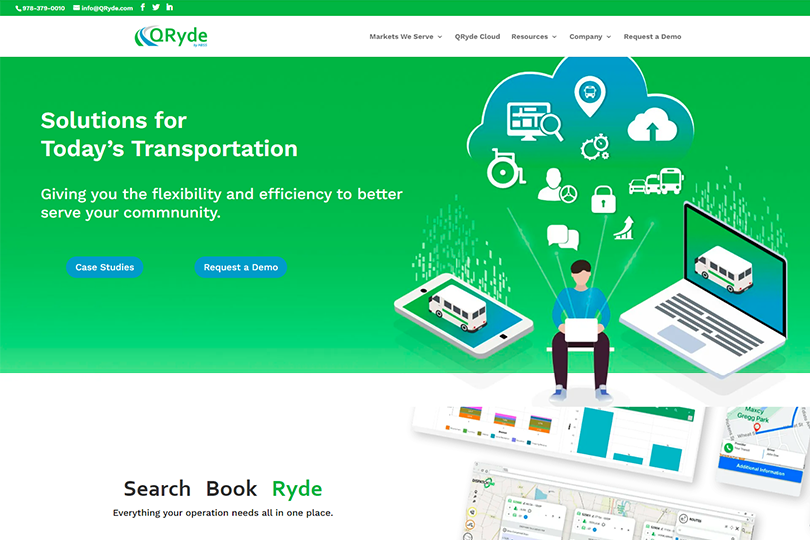 978-379-0010 info@QRyde.com
QRyde
by HBSS
Markets We Serve QRyde Cloud Resources Company Request a Demo
Solutions for
Today's Transportation
Giving you the flexibility and efficiency to better
serve your commnunity.
Case Studies Request a Demo
Maxcy
Gregg Park
Additional Information
Search Book Ryde
Everything your operation needs all in one place.